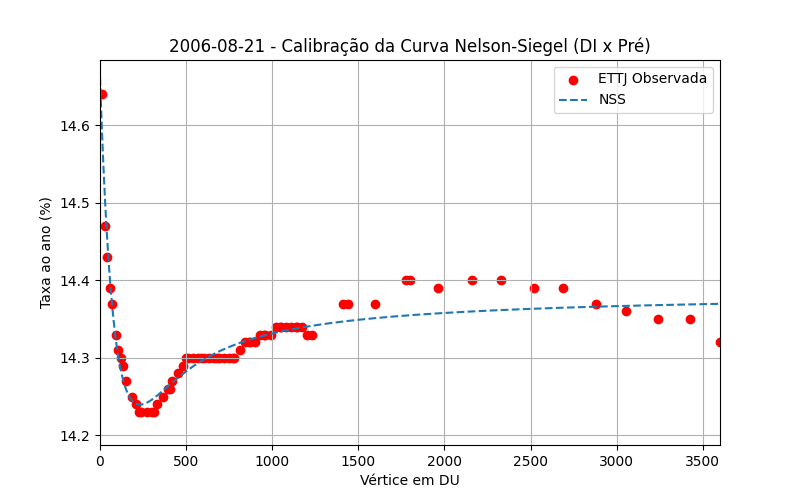 2006-08-21 - Calibração da Curva Nelson-Siegel (DI x Pré)
ETTJ Observada
NSS
Taxa ao ano (%)
14.6
14.5
14.4
14.3
14.2
0 500 1000 1500 2000 2500 3000 3500
Vértice em DU